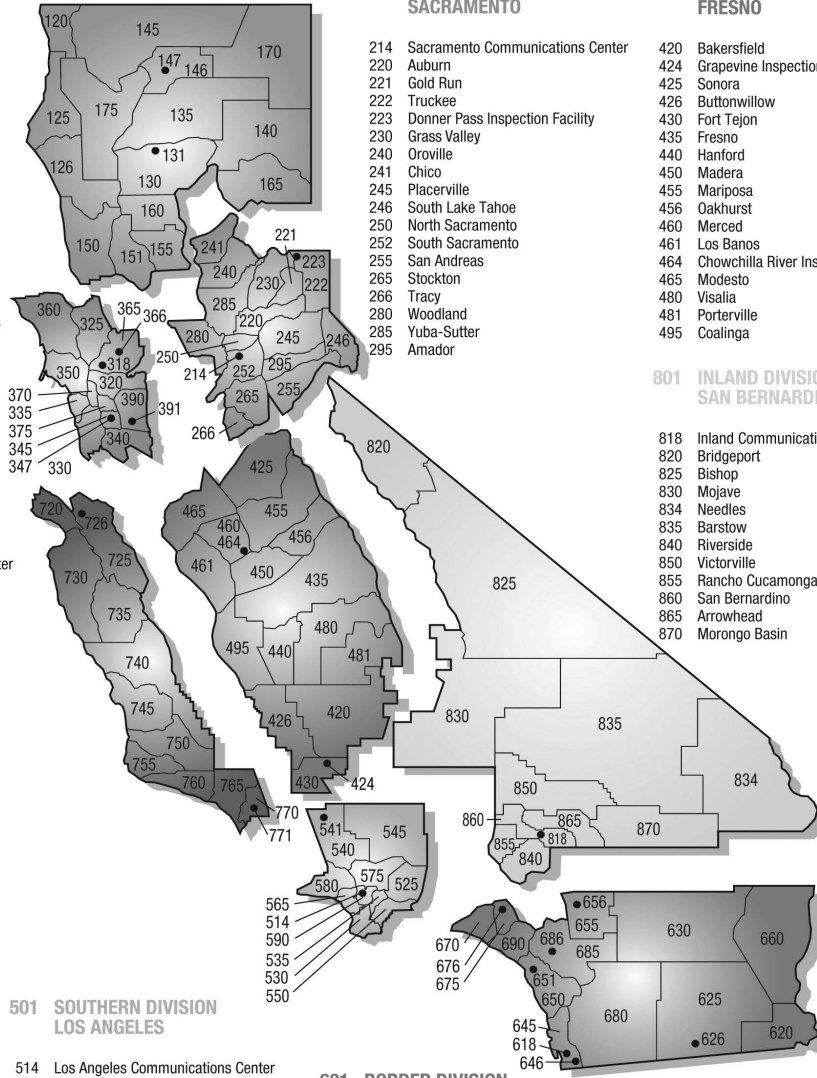 SACRAMENTO
214 Sacramento Communications Center
220 Auburn
221 Gold Run
222 Truckee
223 Donner Pass Inspection Facility
230 Grass Valley
240 Oroville
241 Chico
245 Placerville
246 South Lake Tahoe
250 North Sacramento
252 South Sacramento
255 San Andreas
265 Stockton
266 Tracy
280 Woodland
285 Yuba-Sutter
295 Amador
FRESNO
420 Bakersfield
424 Grapevine Inspection
425 Sonora
426 Buttonwillow
430 Fort Tejon
435 Fresno
440 Hanford
450 Madera
455 Mariposa
456 Oakhurst
460 Merced
461 Los Banos
464 Chowchilla River Ins
465 Modesto
480 Visalia
481 Porterville
495 Coalinga
801 INLAND DIVISIO
SAN BERNARDI
818 Inland Communicati
820 Bridgeport
825 Bishop
830 Mojave
834 Needles
835 Barstow
840 Riverside
850 Victorville
855 Rancho Cucamonga
860 San Bernardino
865 Arrowhead
870 Morongo Basin
120
145
170
147
146
175
125
135
140
131
126
130
165
160
150
151
155
221
241
223
240
230
222
285
220
280
245
246
250
214
252
295
265
255
266
360
365
366
325
318
350
320
370
390
335
391
375
345
340
347
330
425
465
455
460
456
464
461
450
435
480
495
440
481
426
420
430
424
720
726
725
730
735
740
745
750
755
760
765
770
771
820
825
830
835
834
850
860
865
870
818
855
840
541
545
540
575
580
525
565
514
590
535
530
550
656
655
630
660
670
690
686
685
676
675
651
650
680
625
645
618
626
620
646
ter
501 SOUTHERN DIVISION
LOS ANGELES
514 Los Angeles Communications Center
601 BORDER DIVISION